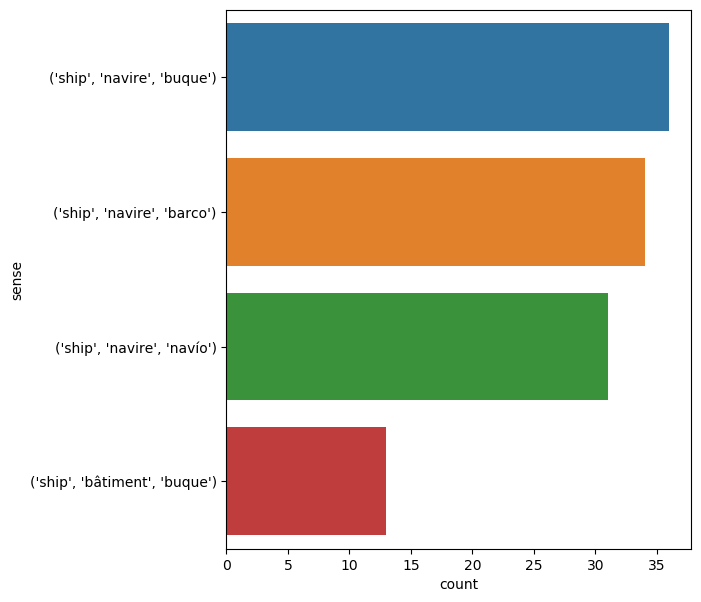 ('ship', 'navire', 'buque')
('ship', 'navire', 'barco')
('ship', 'navire', 'navío')
('ship', 'bâtiment', 'buque')
sense
0 5 10 15 20 25 30 35
count